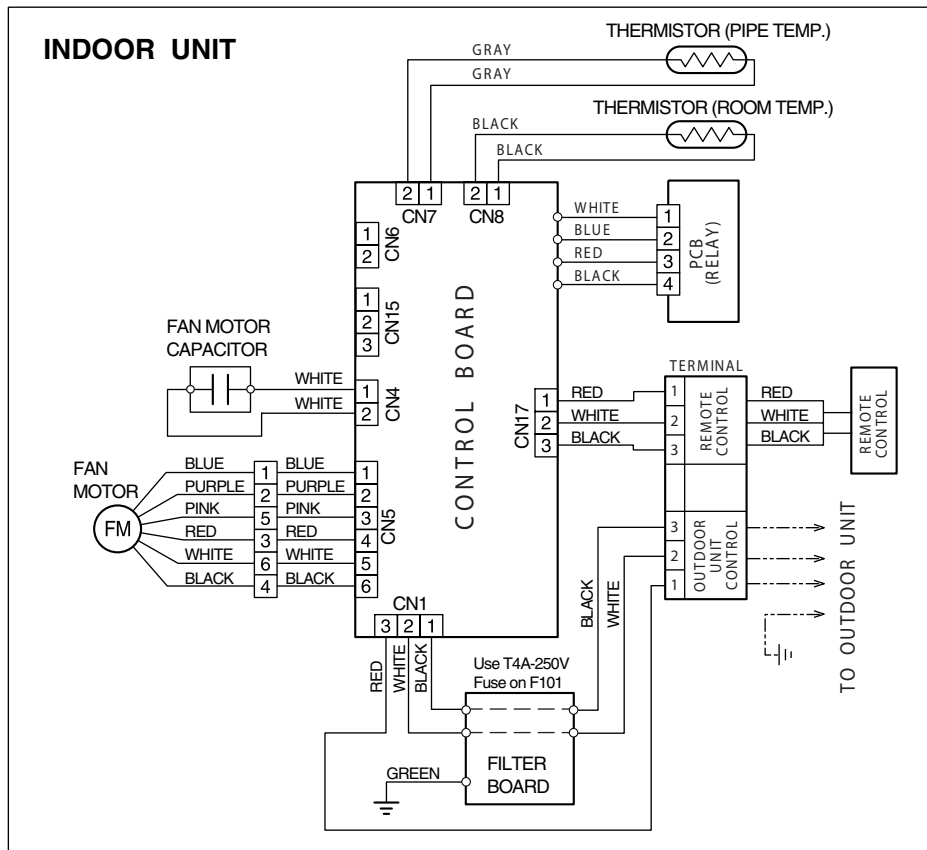 INDOOR UNIT
THERMISTOR (PIPE TEMP.)
GRAY
GRAY
THERMISTOR (ROOM TEMP.)
BLACK
BLACK
2 1
CN7
2 1
CN8
1
2
CN6
1
2
3
CN15
CONTROL BOARD
WHITE
BLUE
RED
BLACK
1
2
3
4
PCB
(RELAY)
FAN MOTOR
CAPACITOR
WHITE
WHITE
1
2
CN4
CN17
1
2
3
RED
WHITE
BLACK
TERMINAL
1
2
3
REMOTE
CONTROL
RED
WHITE
BLACK
REMOTE
CONTROL
FAN
MOTOR
FM
BLUE 1 BLUE 1
PURPLE 2 PURPLE 2
PINK 5 PINK 3
RED 3 RED 4
WHITE 6 WHITE 5
BLACK 4 BLACK 6
CN5
3
2
1
OUTDOOR
UNIT
CONTROL
TO OUTDOOR UNIT
CN1
3 2 1
RED
WHITE
BLACK
BLACK
WHITE
Use T4A-250V
Fuse on F101
FILTER
BOARD
GREEN